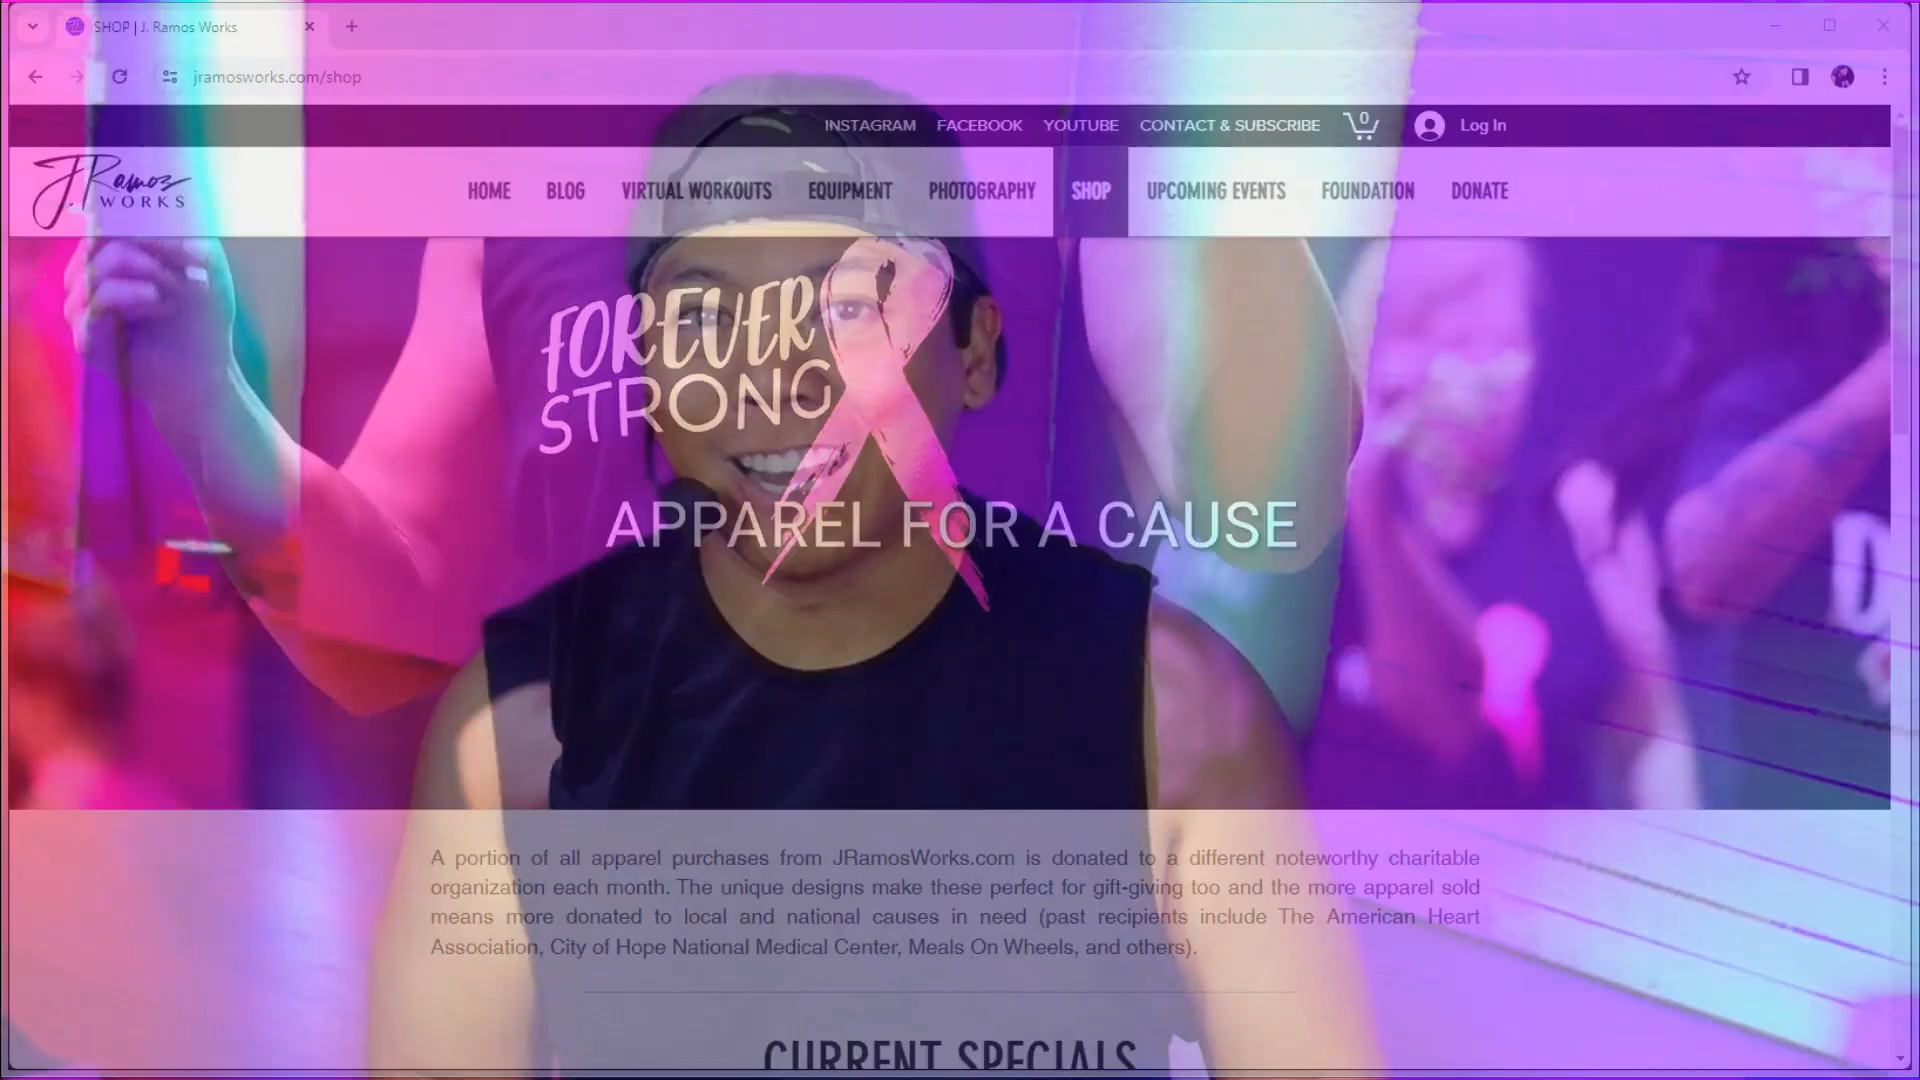 SHOP | J. Ramos Works
jramosworks.com/shop
INSTAGRAM FACEBOOK YOUTUBE CONTACT & SUBSCRIBE 0 Log In
J. Ramos
WORKS
HOME BLOG VIRTUAL WORKOUTS EQUIPMENT PHOTOGRAPHY SHOP UPCOMING EVENTS FOUNDATION DONATE
FOREVER
STRONG
APPAREL FOR A CAUSE
A portion of all apparel purchases from JRamosWorks.com is donated to a different noteworthy charitable
organization each month. The unique designs make these perfect for gift-giving too and the more apparel sold
means more donated to local and national causes in need (past recipients include The American Heart
Association, City of Hope National Medical Center, Meals On Wheels, and others).
CURRENT SPECIALS